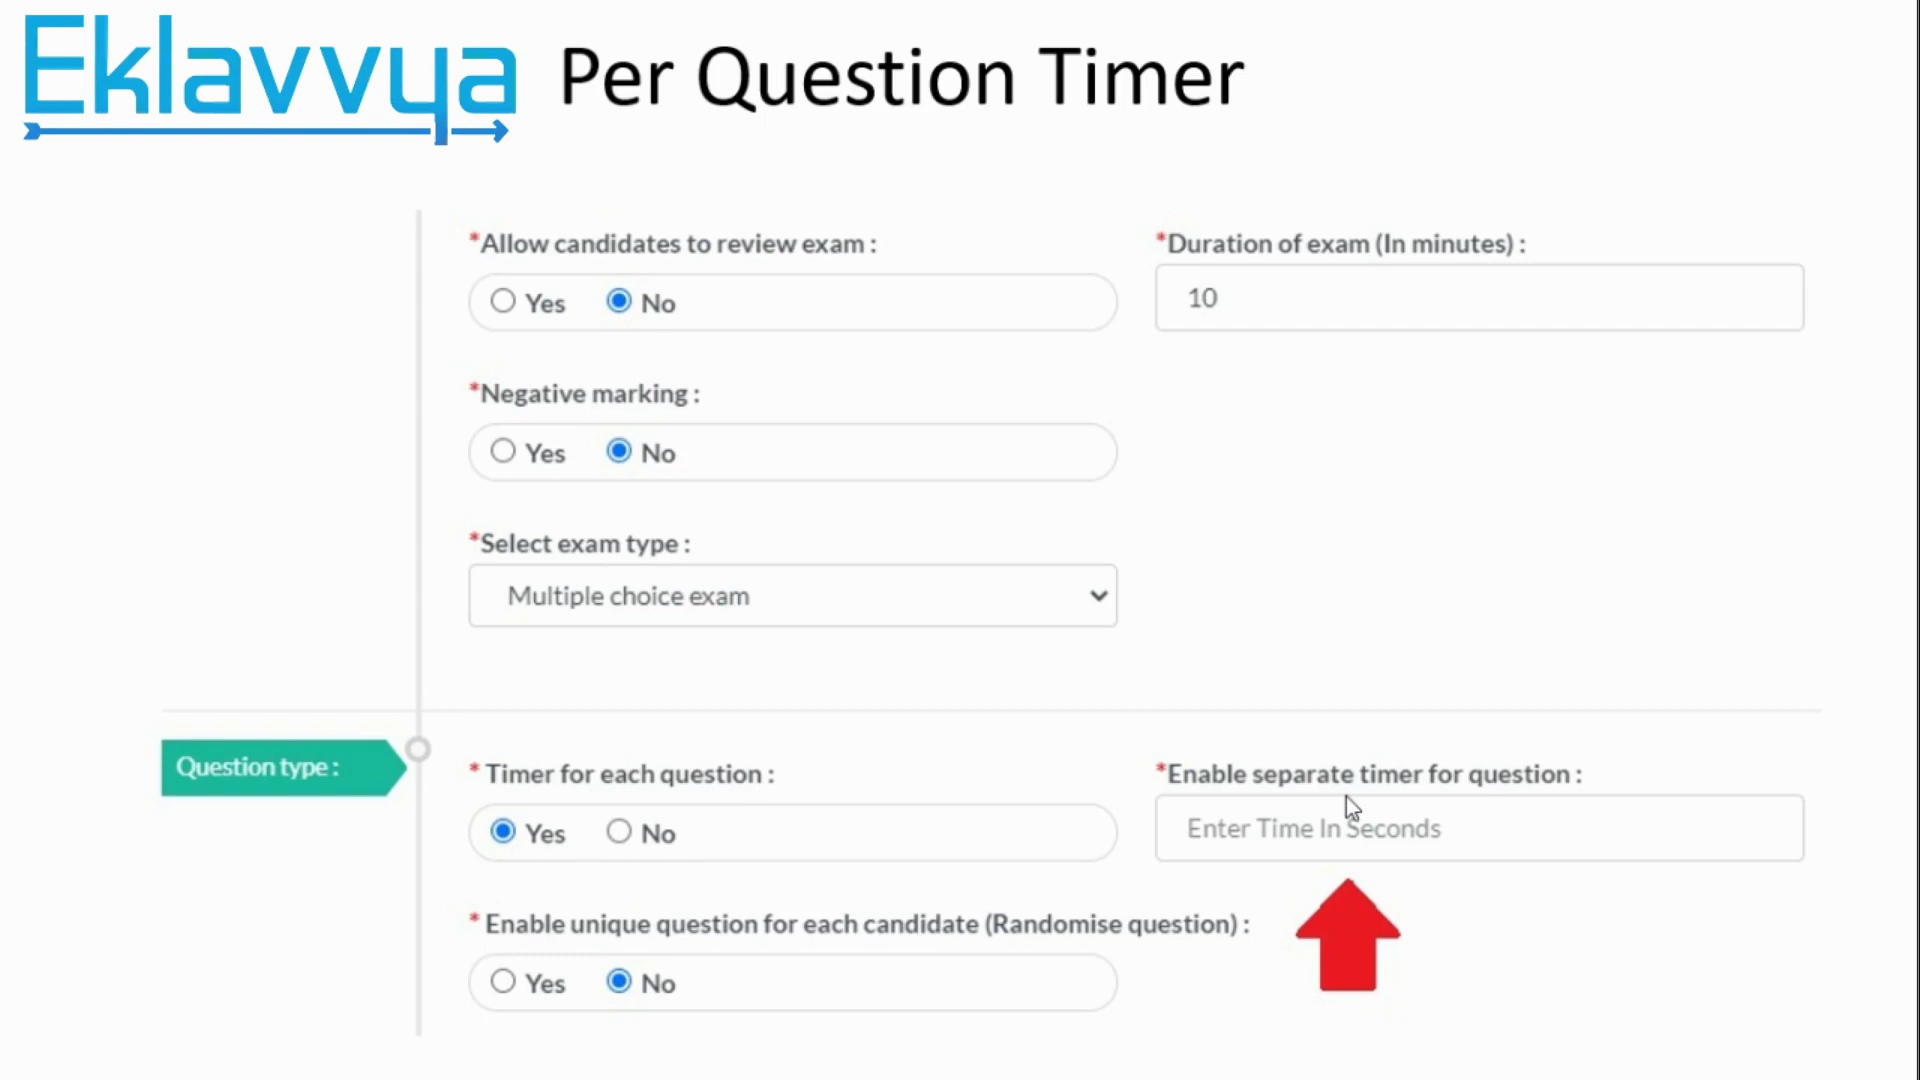 Eklavvya Per Question Timer
*Allow candidates to review exam : *Duration of exam (In minutes) :
Yes No 10
*Negative marking :
Yes No
*Select exam type :
Multiple choice exam
Question type : * Timer for each question : *Enable separate timer for question :
Yes No Enter Time In Seconds
* Enable unique question for each candidate (Randomise question) :
Yes No